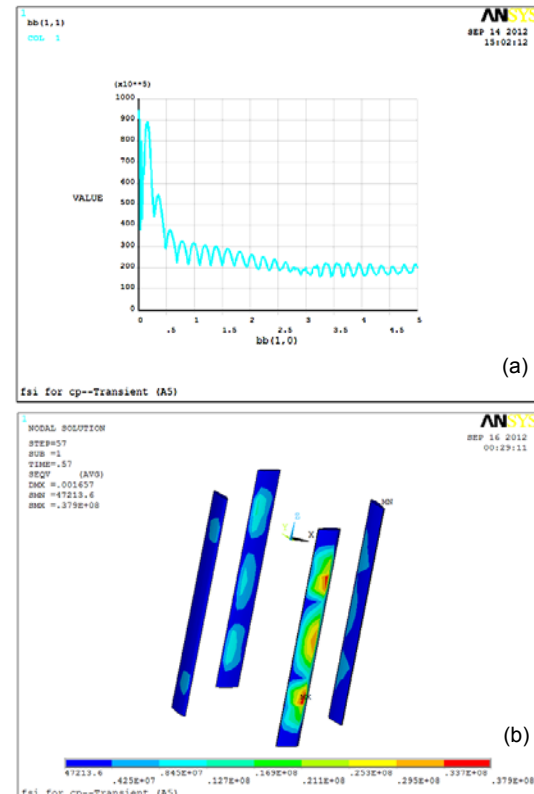 1
bb(1,1)
COL 1
ANSYS
SEP 14 2012
15:02:12
(x10**5)
1000
900
800
700
600
500
400
300
200
100
0
VALUE
0 1 2 3 4 5
.5 1.5 2.5 3.5 4.5
bb(1,0)
(a)
fsi for cp--Transient (A5)
1
NODAL SOLUTION
STEP=57
SUB =1
TIME=.57
SEQV (AVG)
DMX =.001657
SMN =47213.6
SMX =.379E+08
ANSYS
SEP 16 2012
00:29:11
MN
Z
Y
X
MX
(b)
47213.6 .845E+07 .169E+08 .253E+08 .337E+08
.425E+07 .127E+08 .211E+08 .295E+08 .379E+08
fsi for cp--Transient (A5)